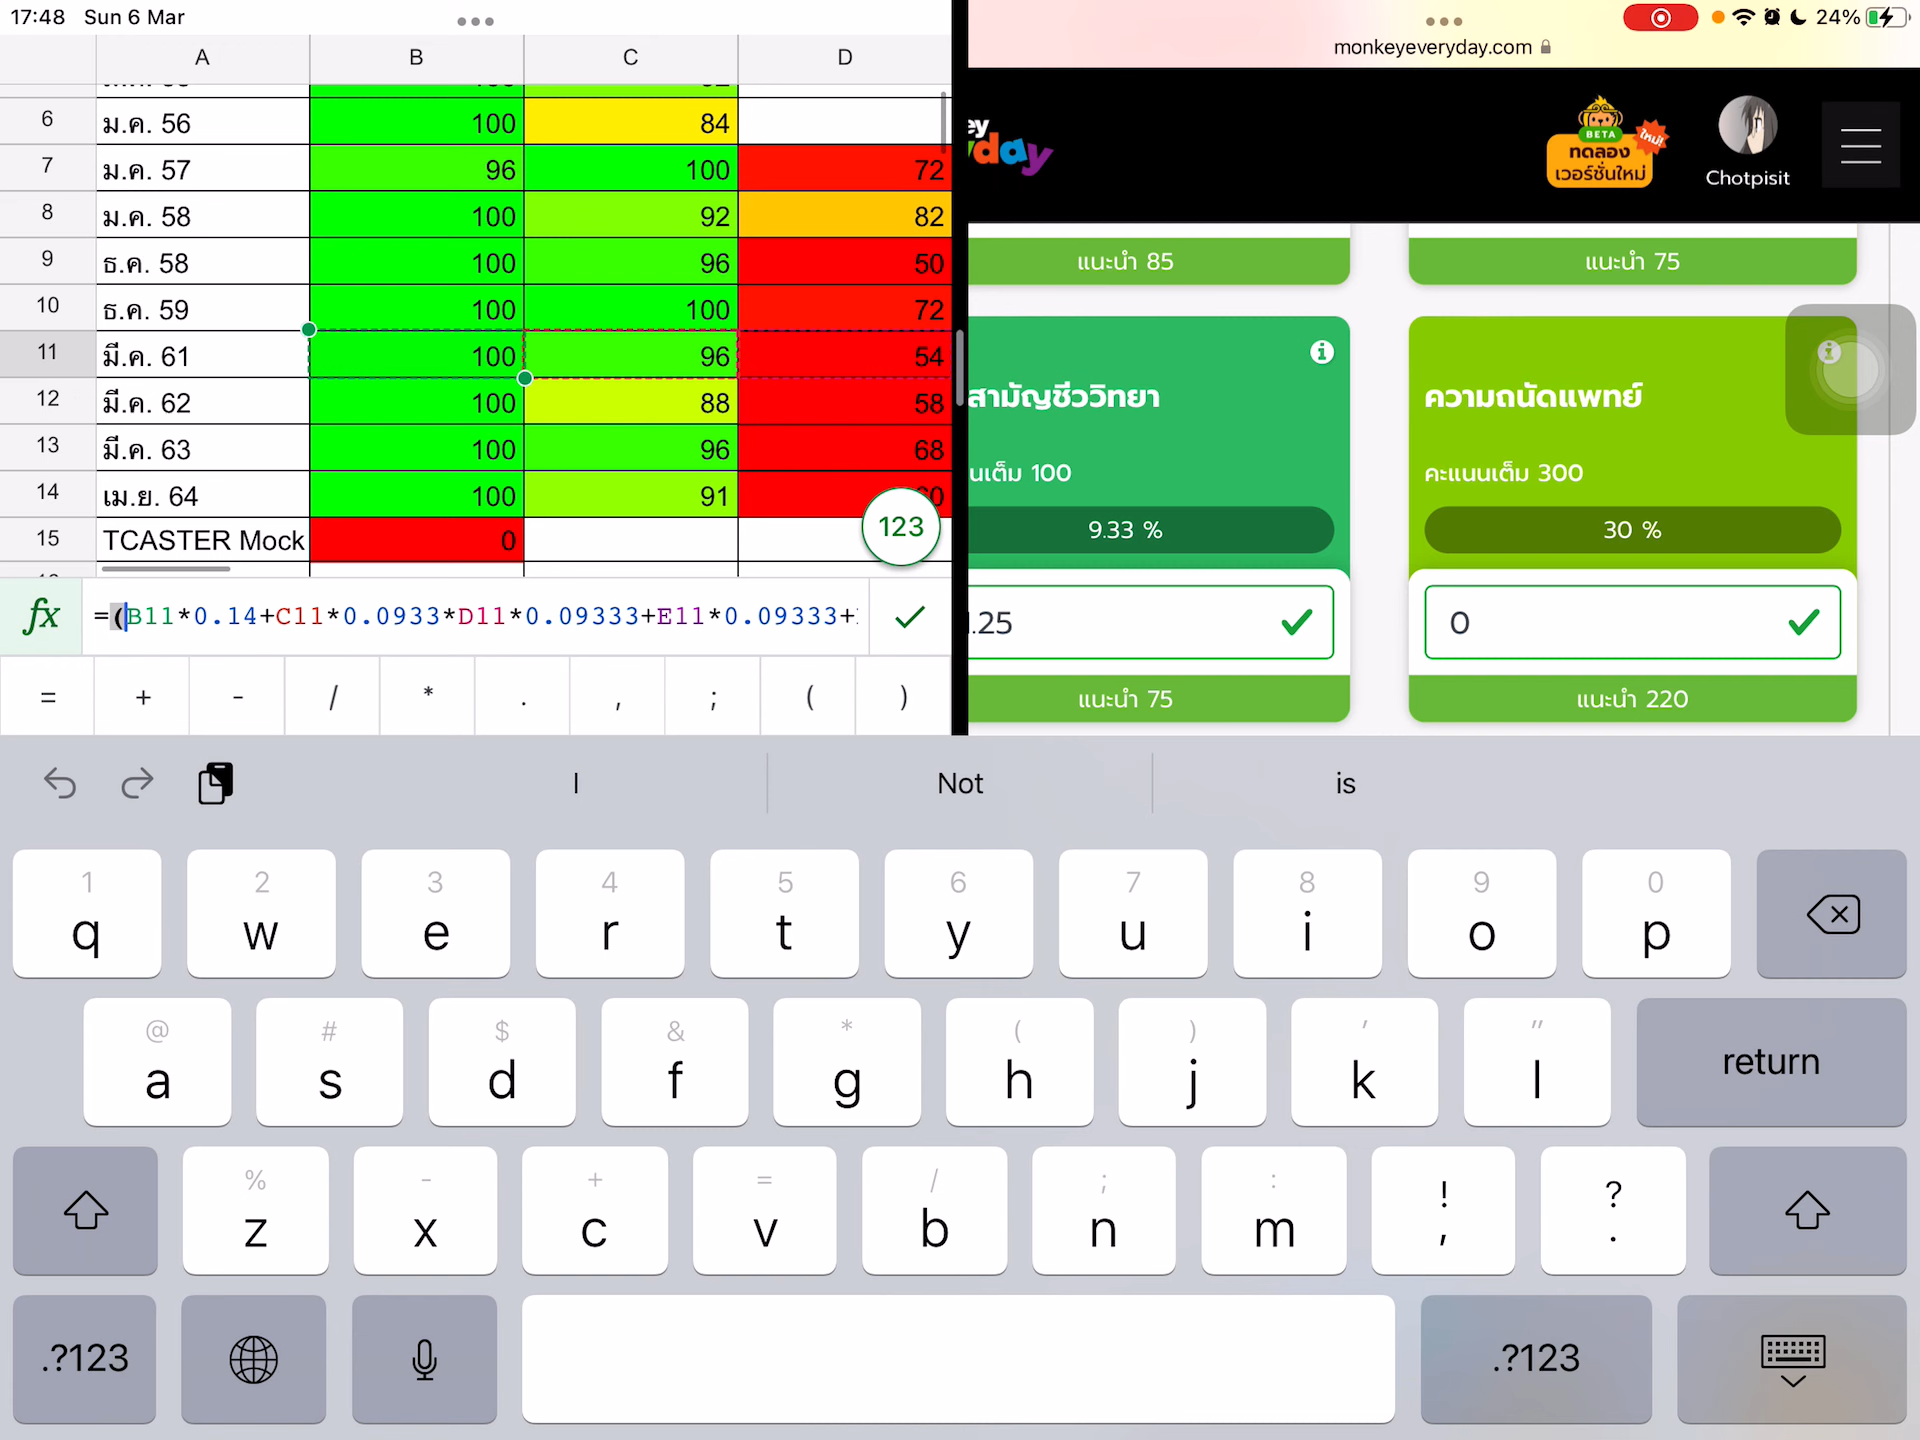 17:48 Sun 6 Mar
A B C D
6 ม.ค. 56 100 84
7 ม.ค. 57 96 100 72
8 ม.ค. 58 100 92 82
9 ธ.ค. 58 100 96 50
10 ธ.ค. 59 100 100 72
11 มี.ค. 61 100 96 54
12 มี.ค. 62 100 88 58
13 มี.ค. 63 100 96 68
14 เม.ย. 64 100 91
15 TCASTER Mock 0
123
fx =(B11*0.14+C11*0.0933*D11*0.09333+E11*0.09333+
= + - / * . , ; ( )
24%
monkeyeveryday.com
ey
day
BETA
ใหม่!
ทดลอง
เวอร์ชั่นใหม่
Chotpisit
แนะนำ 85
แนะนำ 75
สามัญชีววิทยา
นเต็ม 100
9.33 %
.25
แนะนำ 75
ความถนัดแพทย์
คะแนนเต็ม 300
30 %
0
แนะนำ 220
I Not is
1 2 3 4 5 6 7 8 9 0
q w e r t y u i o p
@ # $ & * ( ) ' "
a s d f g h j k l return
% - + = / ; : ! ?
z x c v b n m , .
.?123 .?123